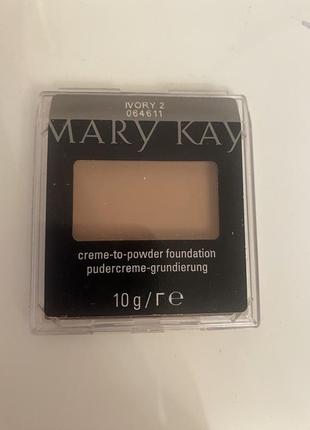 IVORY 2
064611
MARY KAY
creme-to-powder foundation
pudercreme-grundierung
10 g/Г ℮